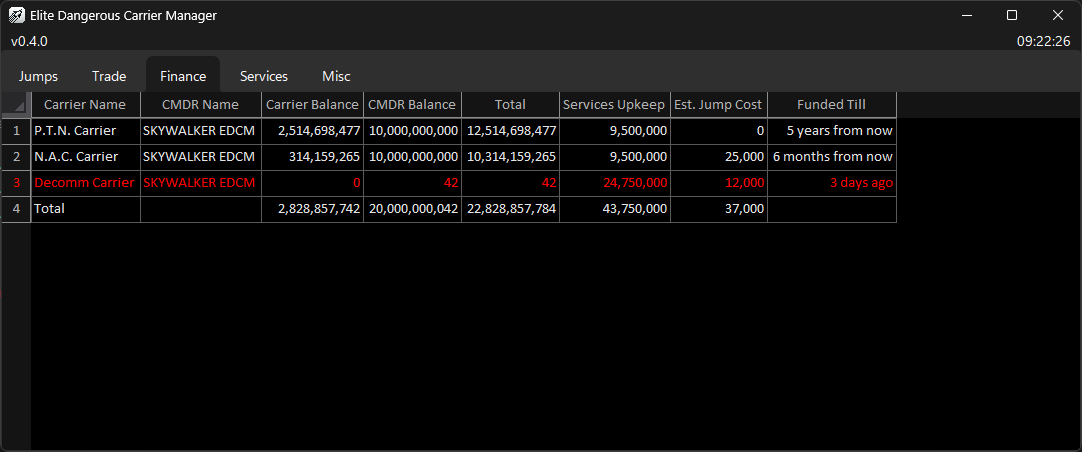 Elite Dangerous Carrier Manager
v0.4.0 09:22:26
Jumps Trade Finance Services Misc
Carrier Name CMDR Name Carrier Balance CMDR Balance Total Services Upkeep Est. Jump Cost Funded Till
1 P.T.N. Carrier SKYWALKER EDCM 2,514,698,477 10,000,000,000 12,514,698,477 9,500,000 0 5 years from now
2 N.A.C. Carrier SKYWALKER EDCM 314,159,265 10,000,000,000 10,314,159,265 9,500,000 25,000 6 months from now
3 Decomm Carrier SKYWALKER EDCM 0 42 42 24,750,000 12,000 3 days ago
4 Total 2,828,857,742 20,000,000,042 22,828,857,784 43,750,000 37,000